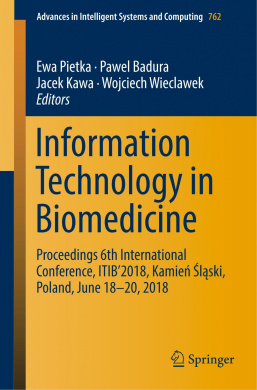 Advances in Intelligent Systems and Computing 762
Ewa Pietka · Pawel Badura
Jacek Kawa · Wojciech Wieclawek
Editors
Information
Technology in
Biomedicine
Proceedings 6th International
Conference, ITIB’2018, Kamień Śląski,
Poland, June 18–20, 2018
Springer